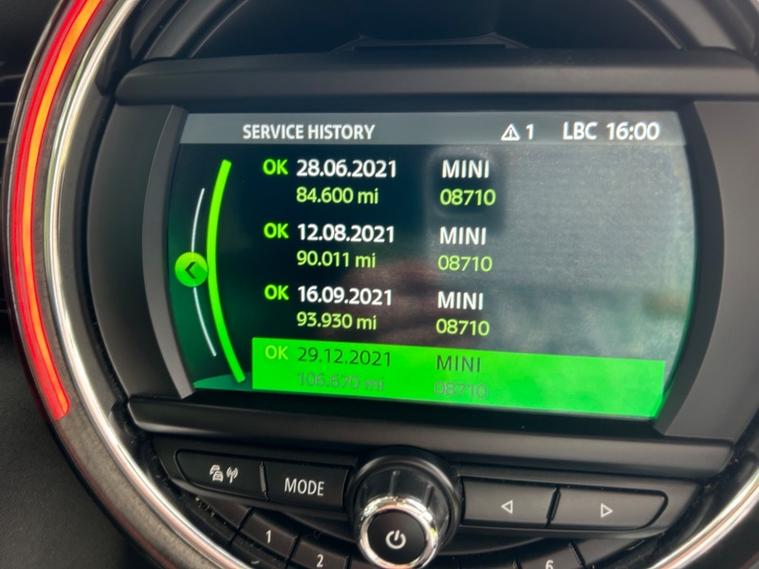 SERVICE HISTORY ⚠ 1 LBC 16:00
OK 28.06.2021 MINI
84.600 mi 08710
OK 12.08.2021 MINI
90.011 mi 08710
OK 16.09.2021 MINI
93.930 mi 08710
OK 29.12.2021 MINI
mi 08710
MODE
1
2
6